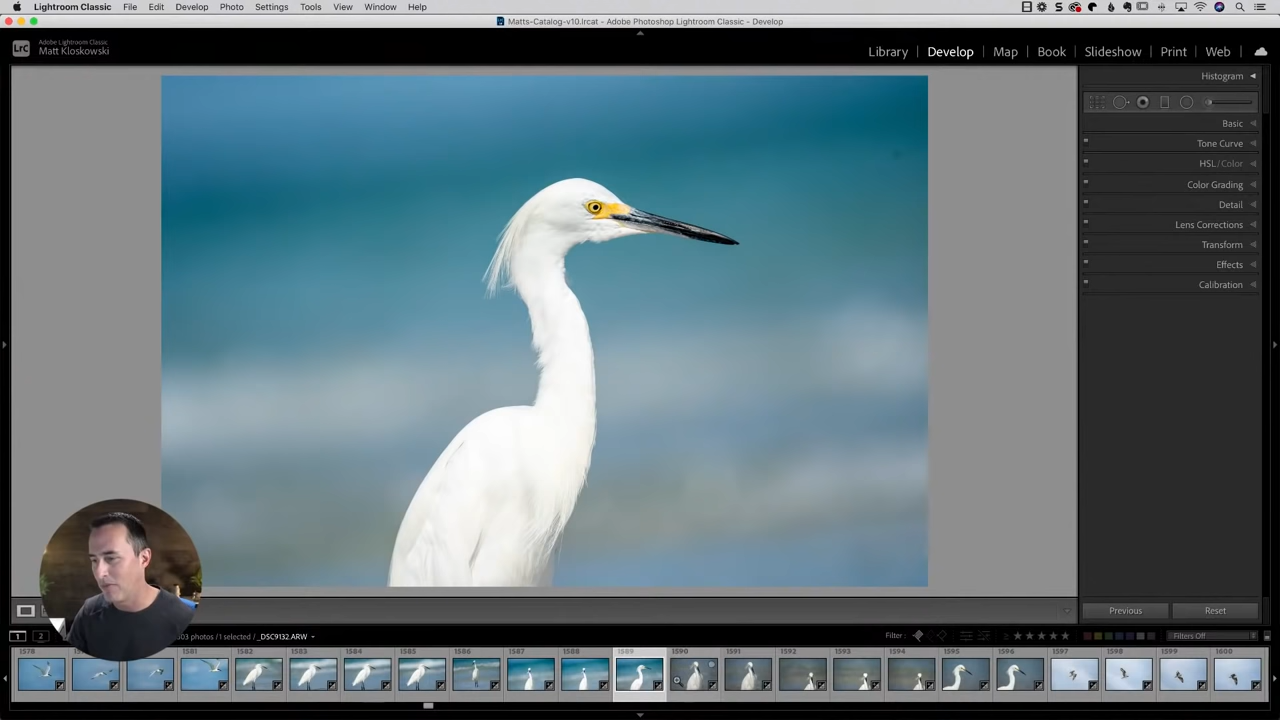 Lightroom Classic File Edit Develop Photo Settings Tools View Window Help
Matts-Catalog-v10.lrcat - Adobe Photoshop Lightroom Classic - Develop
LrC
Adobe Lightroom Classic
Matt Kloskowski
Library | Develop | Map | Book | Slideshow | Print | Web
Histogram
Basic
Tone Curve
HSL / Color
Color Grading
Detail
Lens Corrections
Transform
Effects
Calibration
Previous
Reset
1 2 03 photos / 1 selected / _DSC9132.ARW
Filter :
Filters Off
1578 1579 1580 1581 1582 1583 1584 1585 1586 1587 1588 1589 1590 1591 1592 1593 1594 1595 1596 1597 1598 1599 1600